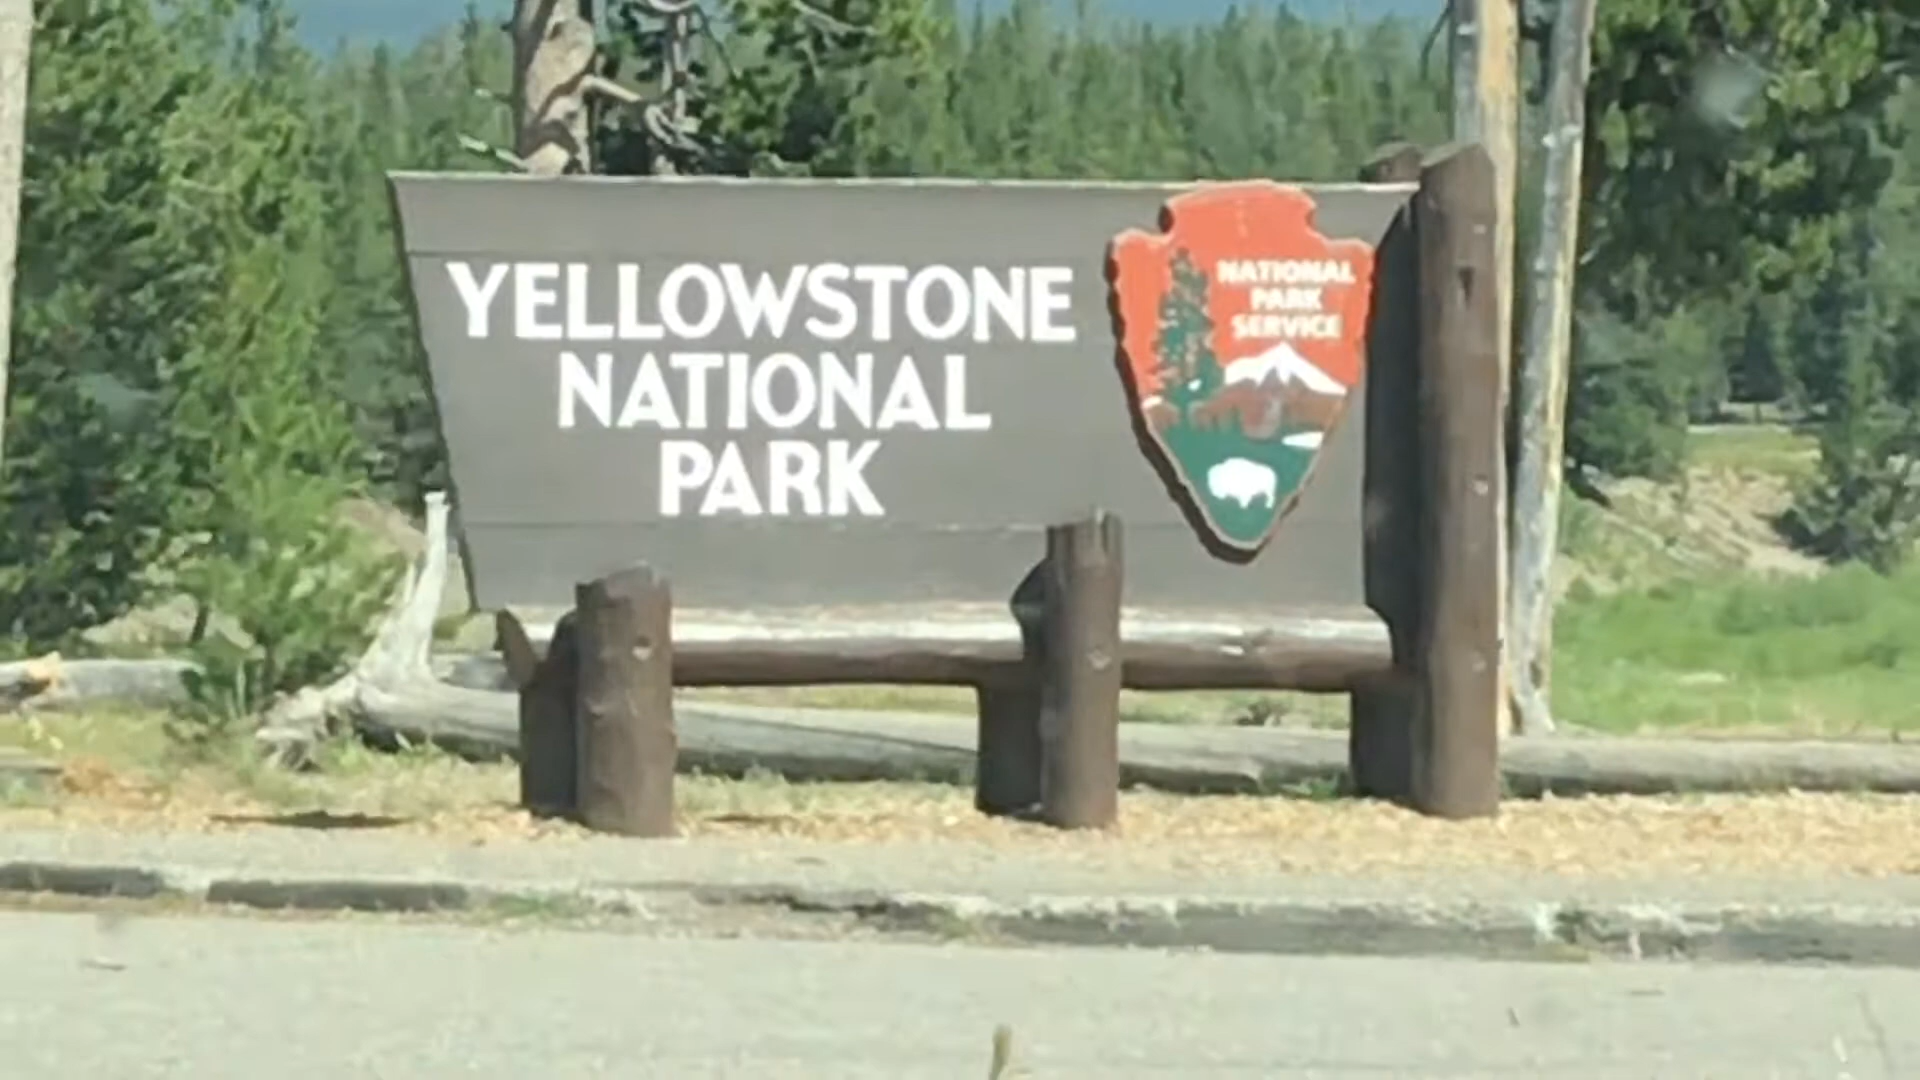 YELLOWSTONE
NATIONAL
PARK
NATIONAL
PARK
SERVICE